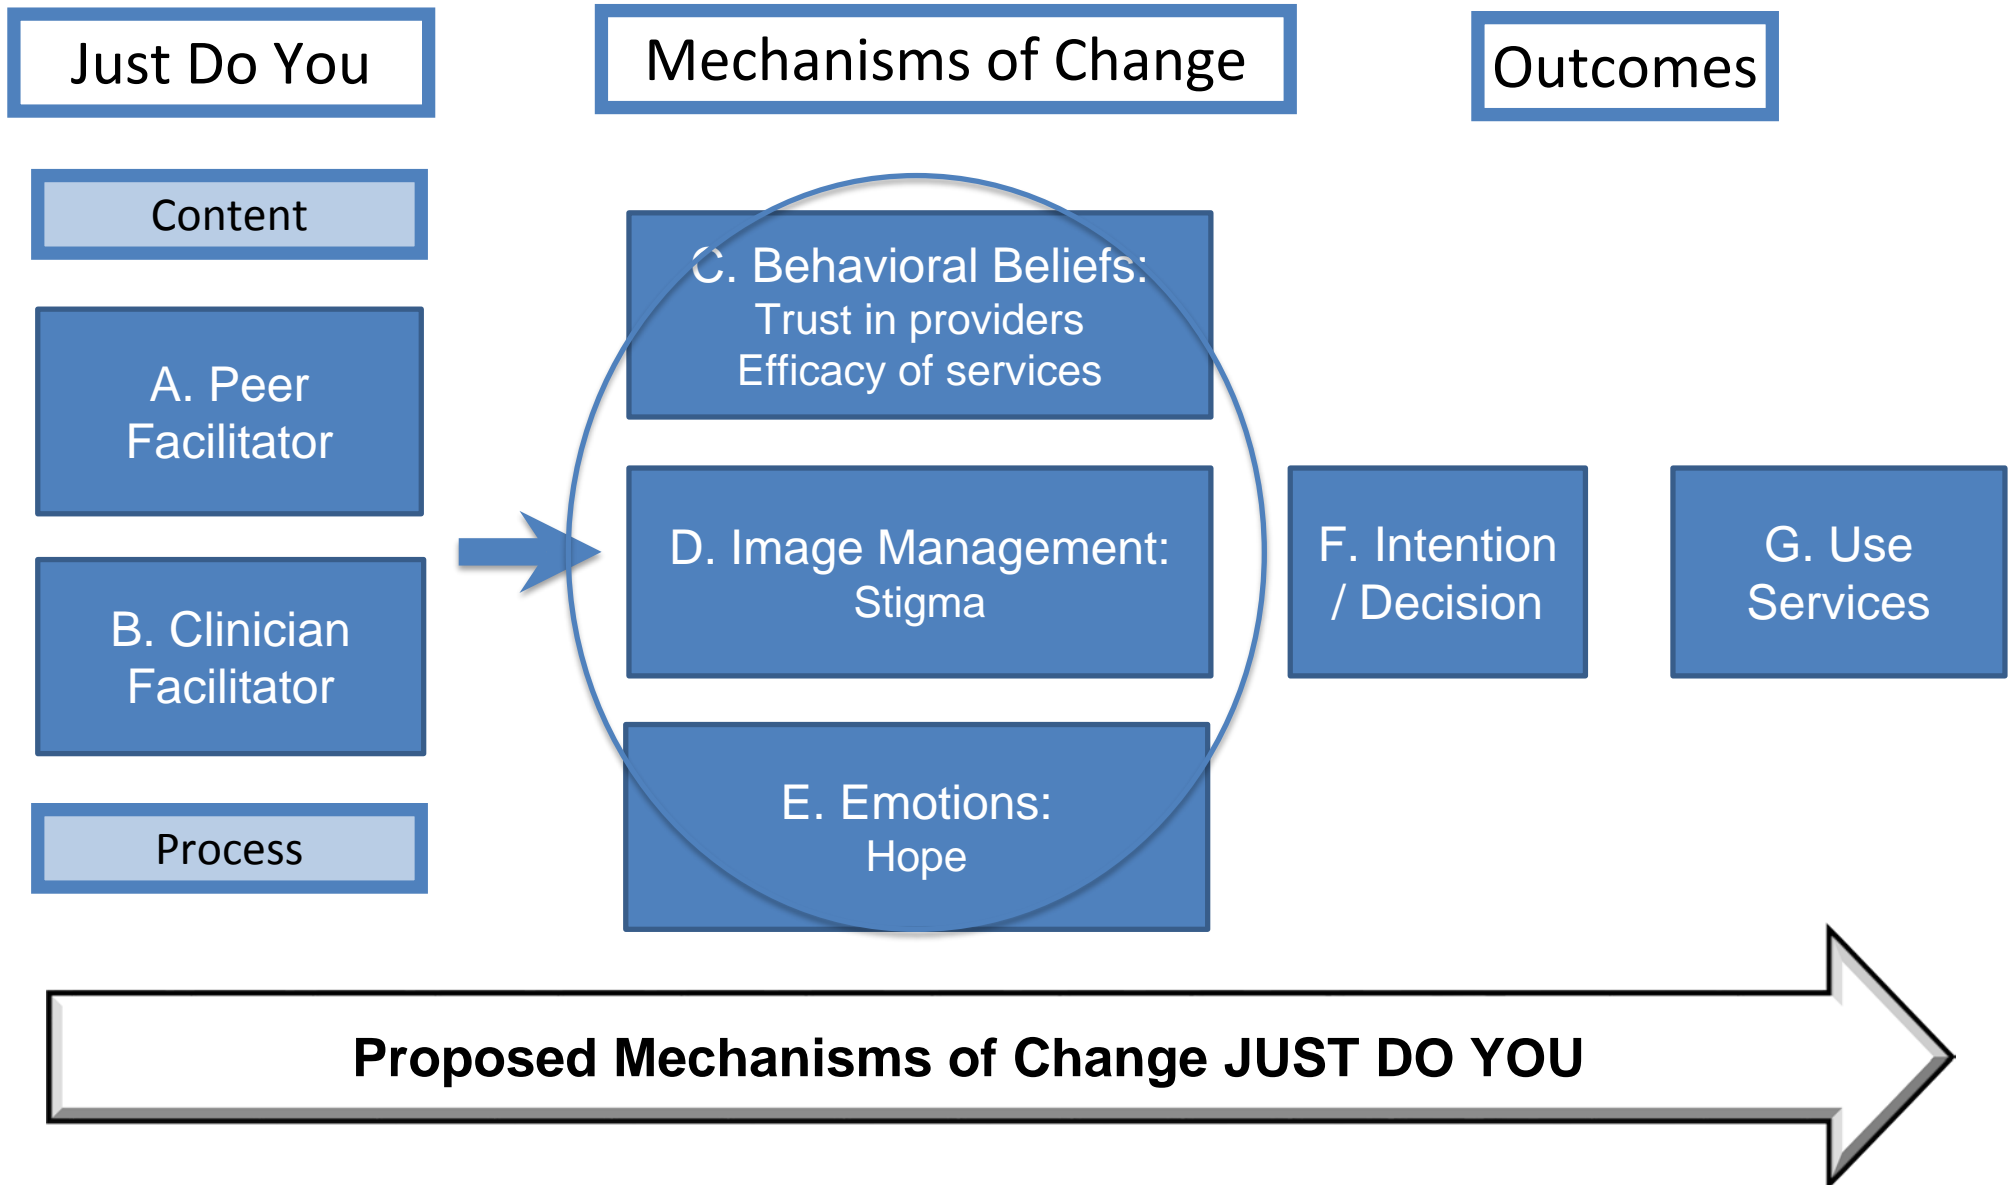 Just Do You
Mechanisms of Change
Outcomes
Content
A. Peer
Facilitator
B. Clinician
Facilitator
Process
C. Behavioral Beliefs:
Trust in providers
Efficacy of services
D. Image Management:
Stigma
E. Emotions:
Hope
F. Intention
/ Decision
G. Use
Services
Proposed Mechanisms of Change JUST DO YOU